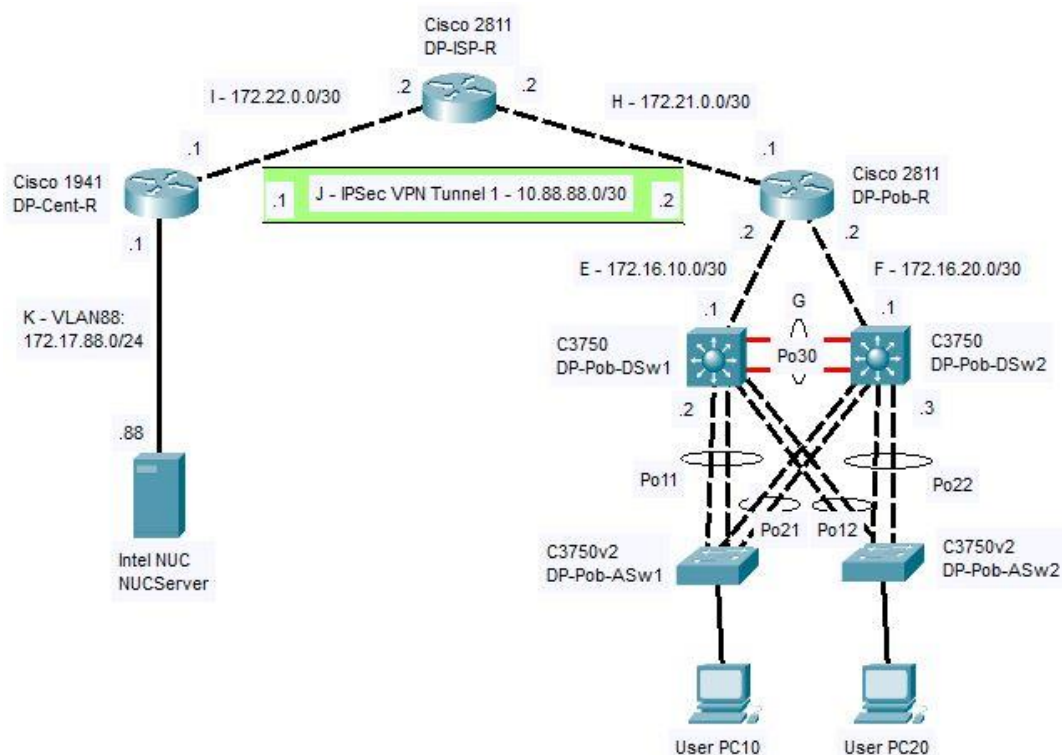 Cisco 2811
DP-ISP-R
I - 172.22.0.0/30
.2
.2
H - 172.21.0.0/30
.1
.1
Cisco 1941
DP-Cent-R
.1
J - IPSec VPN Tunnel 1 - 10.88.88.0/30
.2
Cisco 2811
DP-Pob-R
.1
.2
.2
E - 172.16.10.0/30
F - 172.16.20.0/30
K - VLAN88:
172.17.88.0/24
.1
G
.1
C3750
DP-Pob-DSw1
Po30
C3750
DP-Pob-DSw2
.2
.3
.88
Po11
Po22
Po21
Po12
Intel NUC
NUCServer
C3750v2
DP-Pob-ASw1
C3750v2
DP-Pob-ASw2
User PC10
User PC20